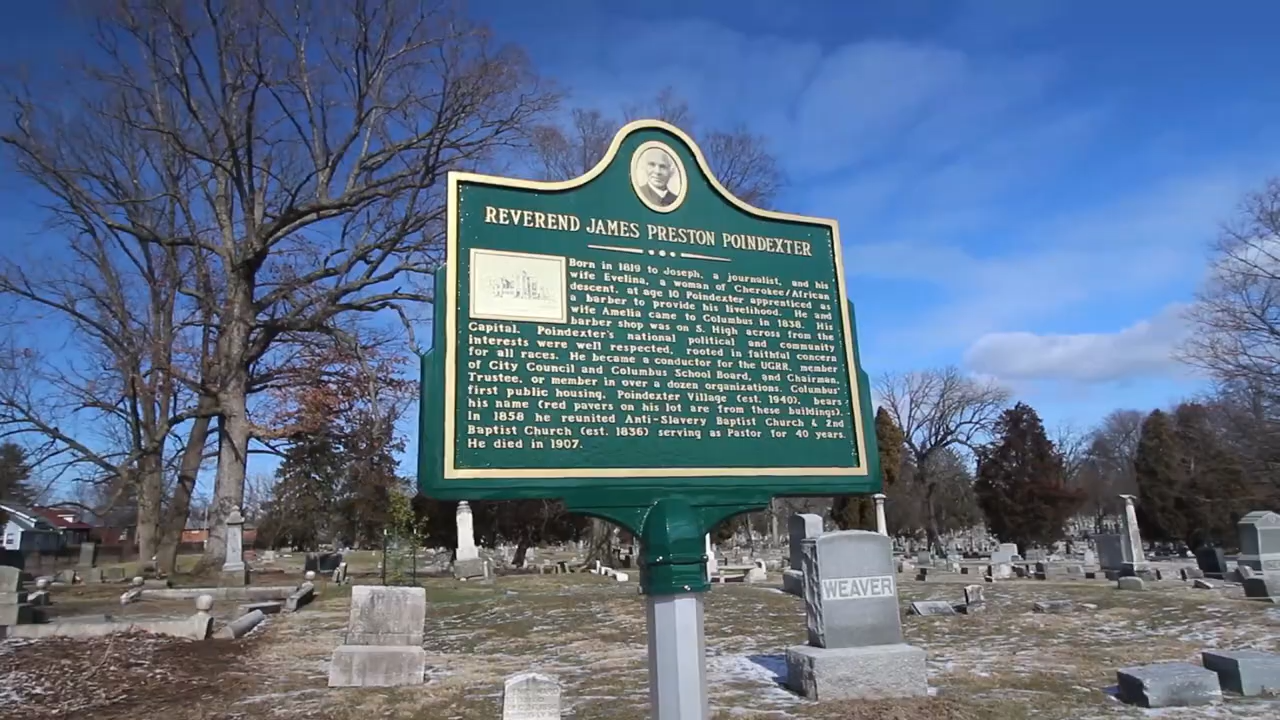 REVEREND JAMES PRESTON POINDEXTER
Born in 1819 to Joseph, a journalist, and his
wife Evelina, a woman of Cherokee/African
descent, at age 10 Poindexter apprenticed as
a barber to provide his livelihood. He and
wife Amelia came to Columbus in 1838. His
barber shop was on S. High across from the
Capital. Poindexter's national political and community
interests were well respected, rooted in faithful concern
for all races. He became a conductor for the UGRR, member
of City Council and Columbus School Board, and Chairman,
Trustee, or member in over a dozen organizations. Columbus'
first public housing, Poindexter Village (est. 1940), bears
his name (red pavers on his lot are from these buildings).
In 1858 he reunited Anti-Slavery Baptist Church & 2nd
Baptist Church (est. 1836) serving as Pastor for 40 years.
He died in 1907.
WEAVER